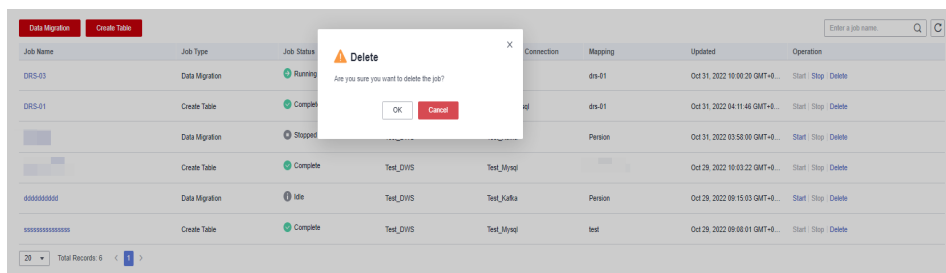 Data Migration Create Table Enter a job name.
Job Name Job Type Job Status Connection Mapping Updated Operation
Delete
DRS-03 Data Migration Running drs-01 Oct 31, 2022 10:00:20 GMT+0... Start Stop Delete
Are you sure you want to delete the job?
DRS-01 Create Table drs-01 Oct 31, 2022 04:11:46 GMT+0... Start Stop Delete
OK Cancel
Data Migration Stopped Persion Oct 31, 2022 03:58:00 GMT+0... Start Stop Delete
Create Table Complete Test_DWS Test_Mysql Oct 29, 2022 10:03:22 GMT+0... Start Stop Delete
dddddddddd Data Migration Idle Test_DWS Test_Kafka Persion Oct 29, 2022 09:15:03 GMT+0... Start Stop Delete
sssssssssssssss Create Table Complete Test_DWS Test_Mysql test Oct 29, 2022 09:08:01 GMT+0... Start Stop Delete
20 Total Records: 6 < 1 >